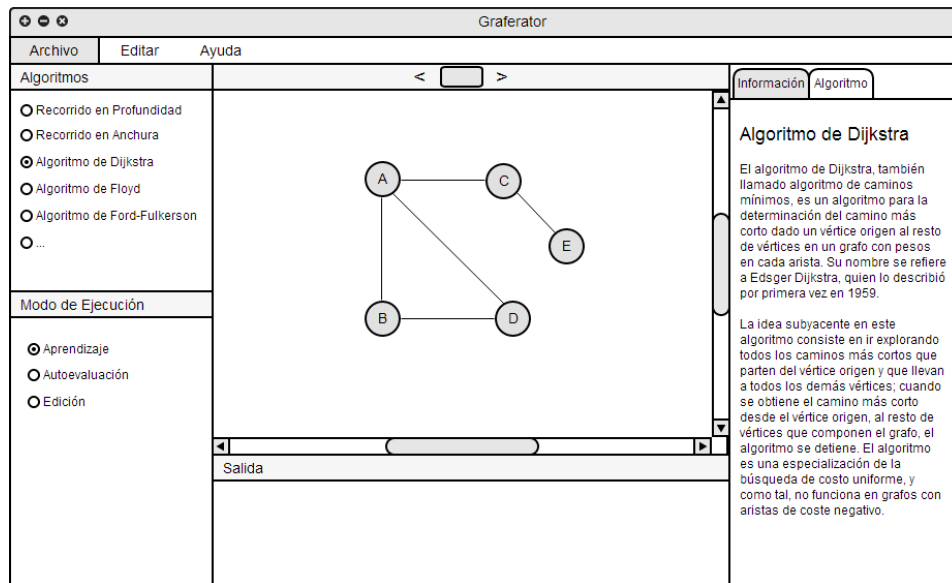 Graferator
Archivo Editar Ayuda
Algoritmos
Recorrido en Profundidad
Recorrido en Anchura
Algoritmo de Dijkstra
Algoritmo de Floyd
Algoritmo de Ford-Fulkerson
...
Modo de Ejecución
Aprendizaje
Autoevaluación
Edición
< >
A
C
E
B
D
Salida
Información Algoritmo
Algoritmo de Dijkstra
El algoritmo de Dijkstra, también
llamado algoritmo de caminos
mínimos, es un algoritmo para la
determinación del camino más
corto dado un vértice origen al resto
de vértices en un grafo con pesos
en cada arista. Su nombre se refiere
a Edsger Dijkstra, quien lo describió
por primera vez en 1959.
La idea subyacente en este
algoritmo consiste en ir explorando
todos los caminos más cortos que
parten del vértice origen y que llevan
a todos los demás vértices; cuando
se obtiene el camino más corto
desde el vértice origen, al resto de
vértices que componen el grafo, el
algoritmo se detiene. El algoritmo
es una especialización de la
búsqueda de costo uniforme, y
como tal, no funciona en grafos con
aristas de coste negativo.